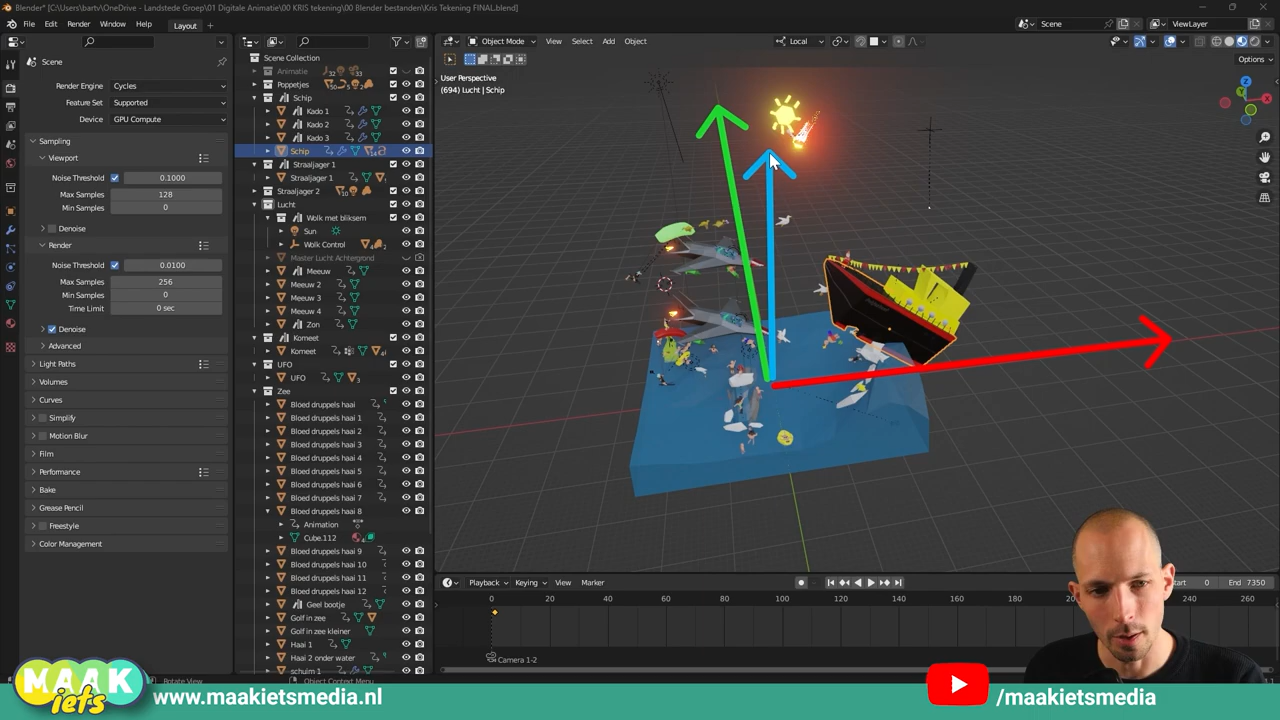 Blender* [C:\Users\bartv\OneDrive - Landstede Groep\01 Digitale Animatie\00 KRIS tekening\00 Blender bestanden\Kris Tekening FINAL.blend]
File Edit Render Window Help Layout +
Scene ViewLayer
Object Mode View Select Add Object Local
Options
Scene
Render Engine Cycles
Feature Set Supported
Device GPU Compute
Sampling
Viewport
Noise Threshold 0.1000
Max Samples 128
Min Samples 0
Denoise
Render
Noise Threshold 0.0100
Max Samples 256
Min Samples 0
Time Limit 0 sec
Denoise
Advanced
Light Paths
Volumes
Curves
Simplify
Motion Blur
Film
Performance
Bake
Grease Pencil
Freestyle
Color Management
Scene Collection
Animatie
Poppetjes
Schip
Kado 1
Kado 2
Kado 3
Schip
Straaljager 1
Straaljager 1
Straaljager 2
Lucht
Wolk met bliksem
Sun
Wolk Control
Master Lucht Achtergrond
Meeuw
Meeuw 2
Meeuw 3
Meeuw 4
Zon
Komeet
Komeet
UFO
UFO
Zee
Bloed druppels haai
Bloed druppels haai 1
Bloed druppels haai 2
Bloed druppels haai 3
Bloed druppels haai 4
Bloed druppels haai 5
Bloed druppels haai 6
Bloed druppels haai 7
Bloed druppels haai 8
Animation
Cube.112
Bloed druppels haai 9
Bloed druppels haai 10
Bloed druppels haai 11
Bloed druppels haai 12
Geel bootje
Golf in zee
Golf in zee kleiner
Haai 1
Haai 2 onder water
schuim 1
User Perspective
(694) Lucht | Schip
Z
X
Y
Playback Keying View Marker
Start 0 End 7350
0 20 40 60 80 100 120 140 160 180 200 240 260
Camera 1-2
Rotate View Object Context Menu
MAAK
iets
www.maakietsmedia.nl
/maakietsmedia